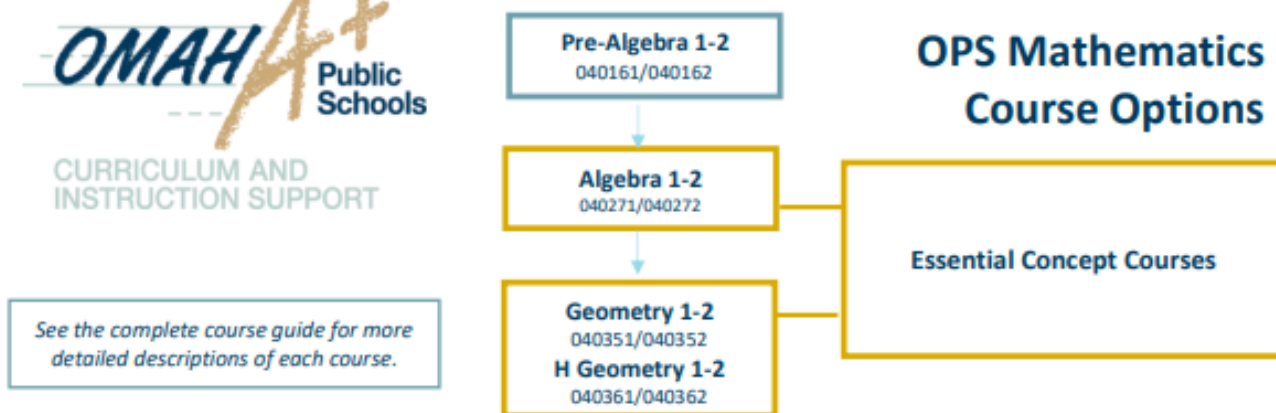 OMAHA+
Public
Schools
CURRICULUM AND
INSTRUCTION SUPPORT
See the complete course guide for more
detailed descriptions of each course.
Pre-Algebra 1-2
040161/040162
Algebra 1-2
040271/040272
Geometry 1-2
040351/040352
H Geometry 1-2
040361/040362
OPS Mathematics
Course Options
Essential Concept Courses